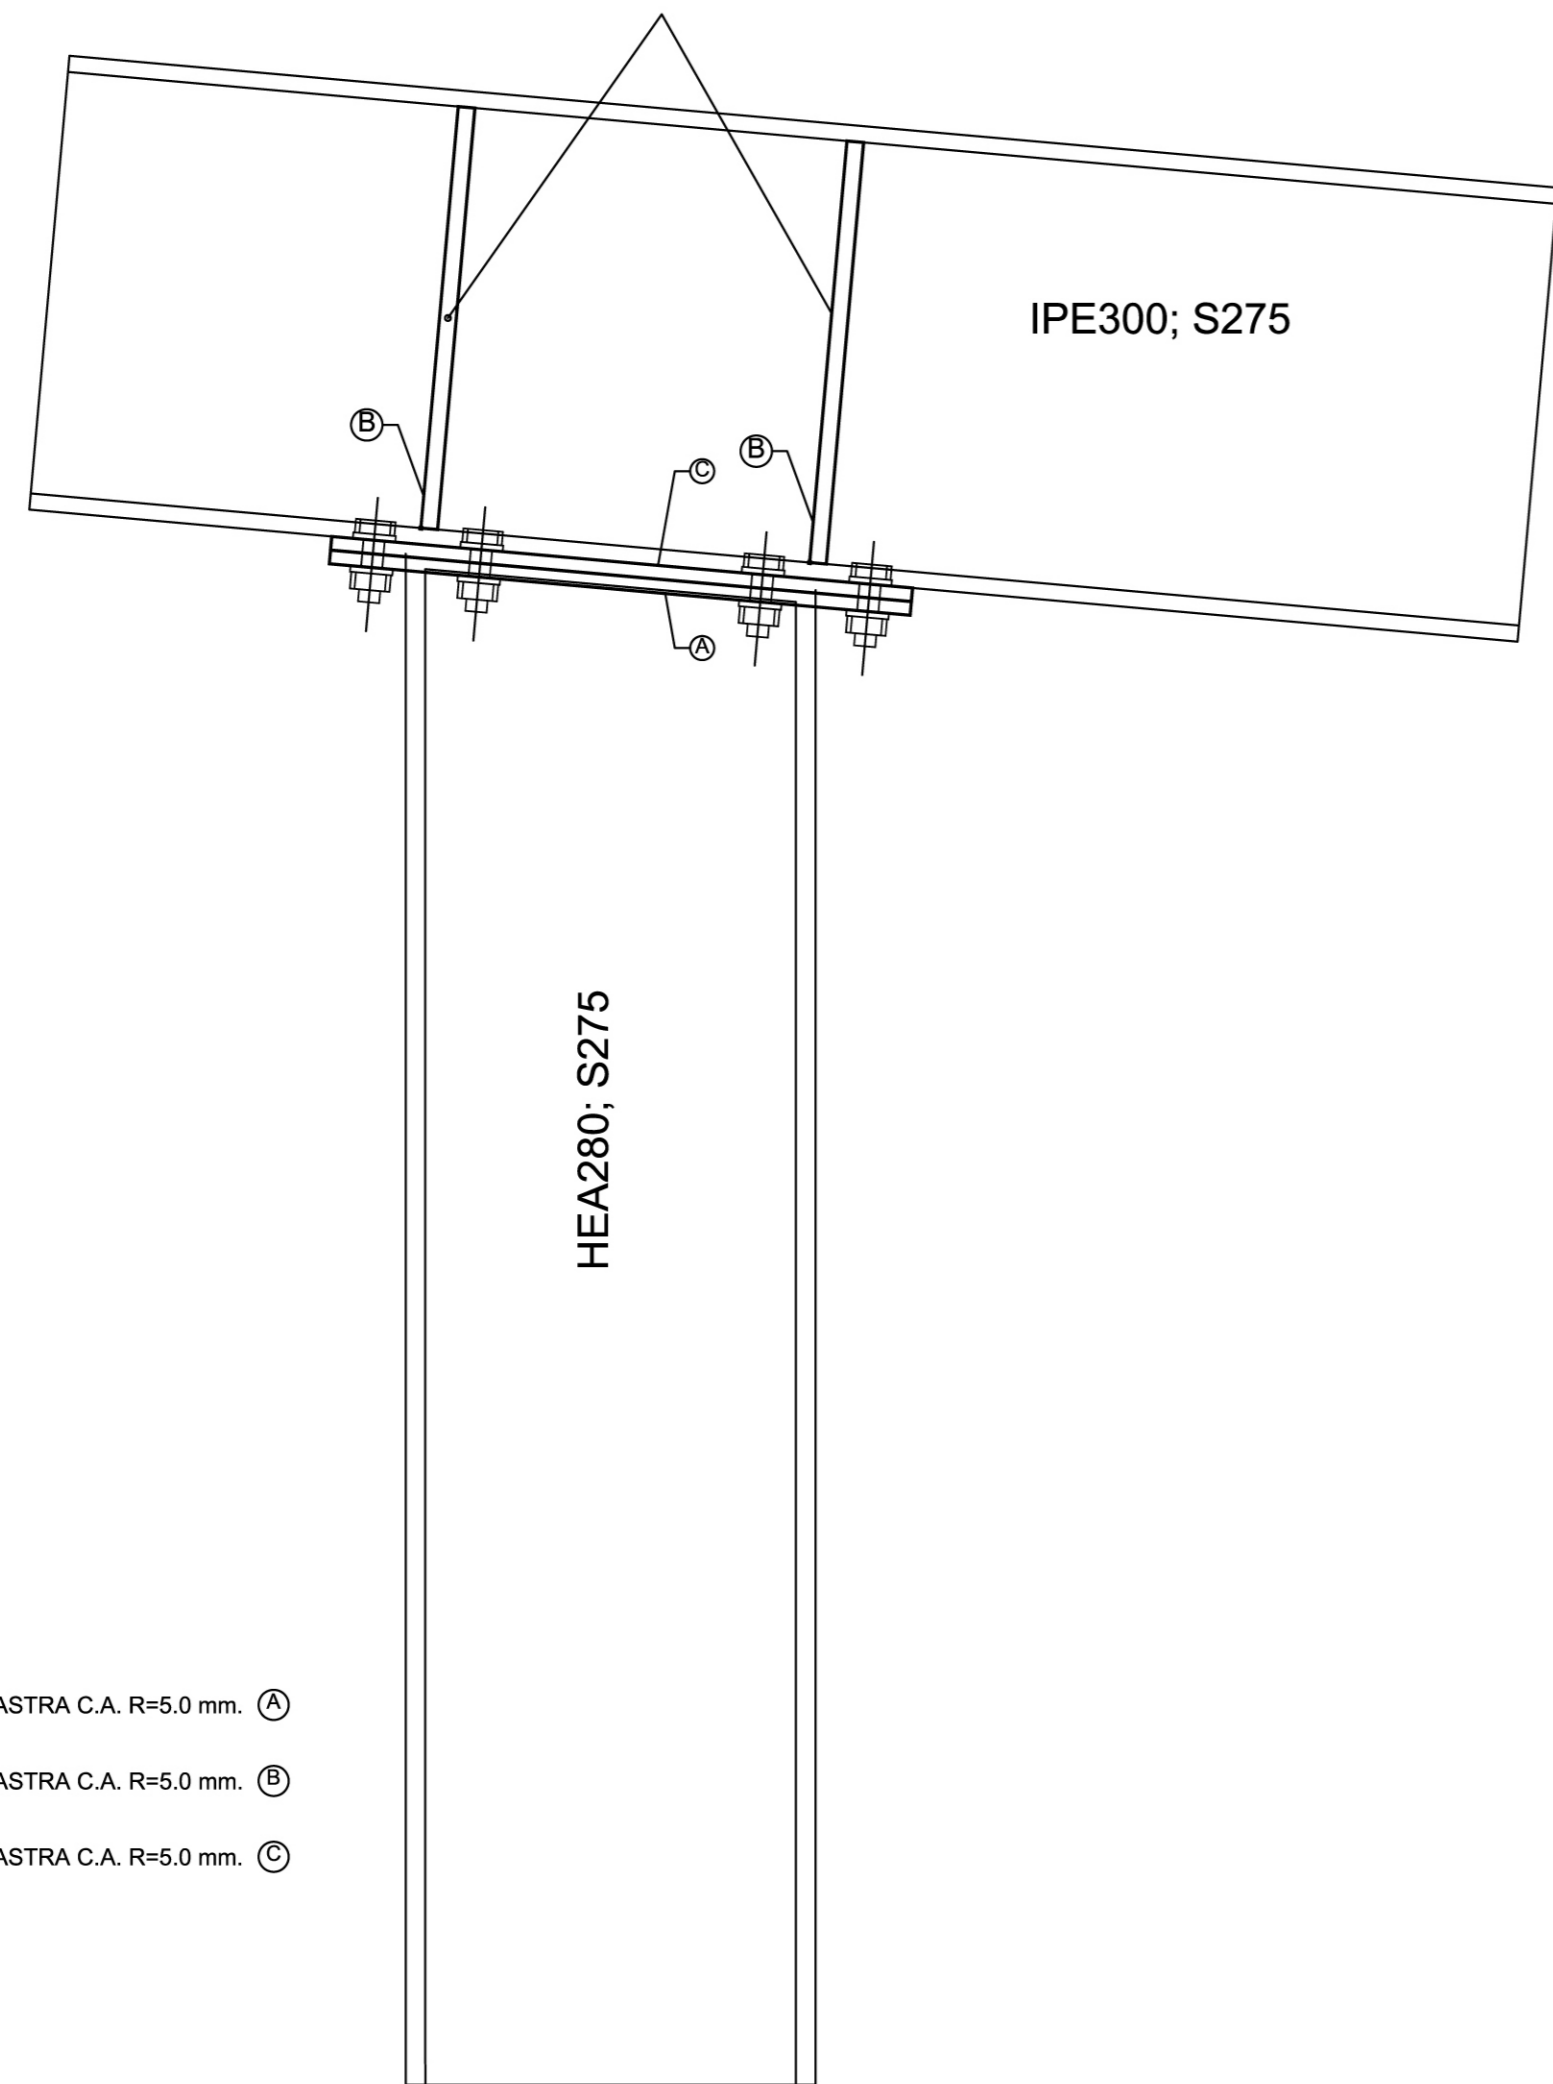 IPE300; S275
B
B
C
A
HEA280; S275
ASTRA C.A. R=5.0 mm. A
ASTRA C.A. R=5.0 mm. B
ASTRA C.A. R=5.0 mm. C